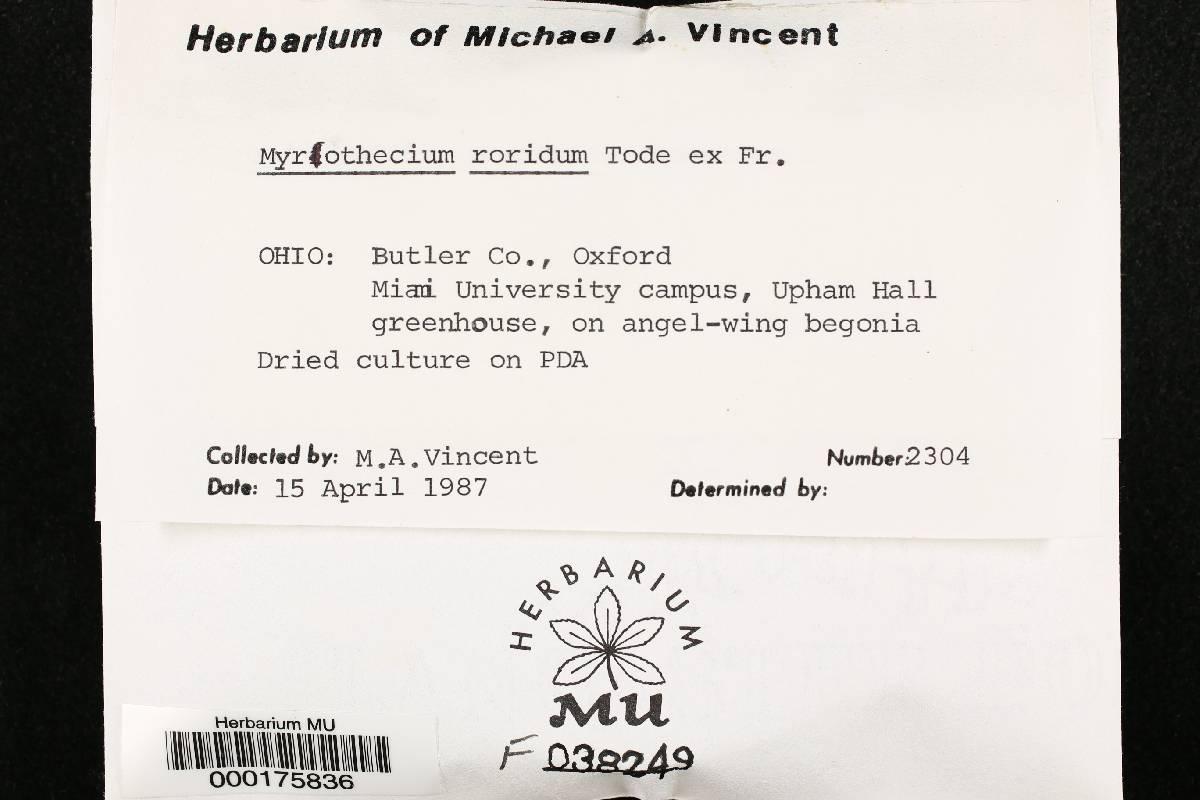 Herbarium of Michael A. Vincent
Myrothecium roridum Tode ex Fr.
OHIO: Butler Co., Oxford
Miami University campus, Upham Hall
greenhouse, on angel-wing begonia
Dried culture on PDA
Collected by: M.A.Vincent Number:2304
Date: 15 April 1987 Determined by:
HERBARIUM
MU
F 038249
Herbarium MU
000175836